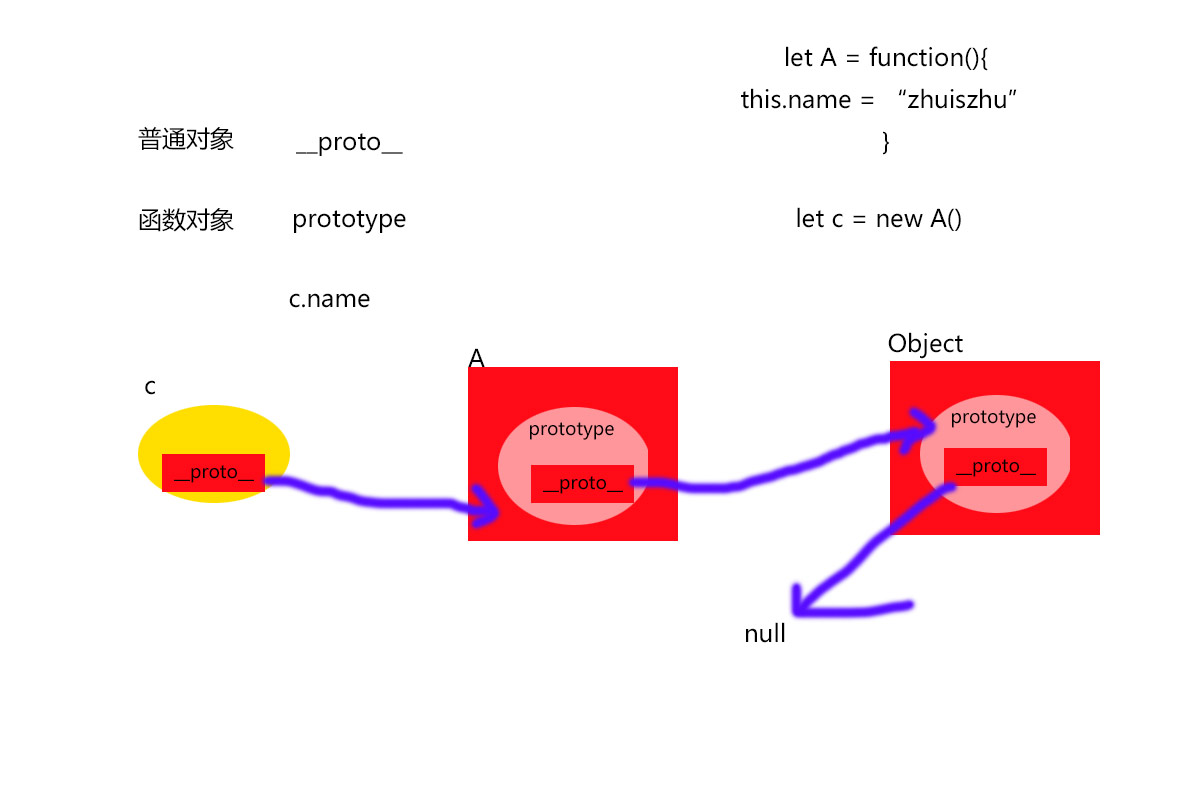 let A = function(){
this.name = “zhuiszhu”
}
普通对象 __proto__
函数对象 prototype
let c = new A()
c.name
c
A
Object
__proto__
prototype
__proto__
prototype
__proto__
null